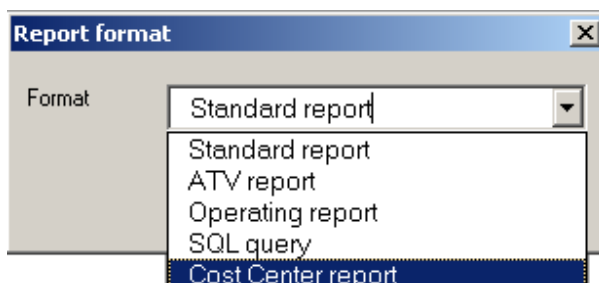 Report format
Format
Standard report
Standard report
ATV report
Operating report
SQL query
Cost Center report